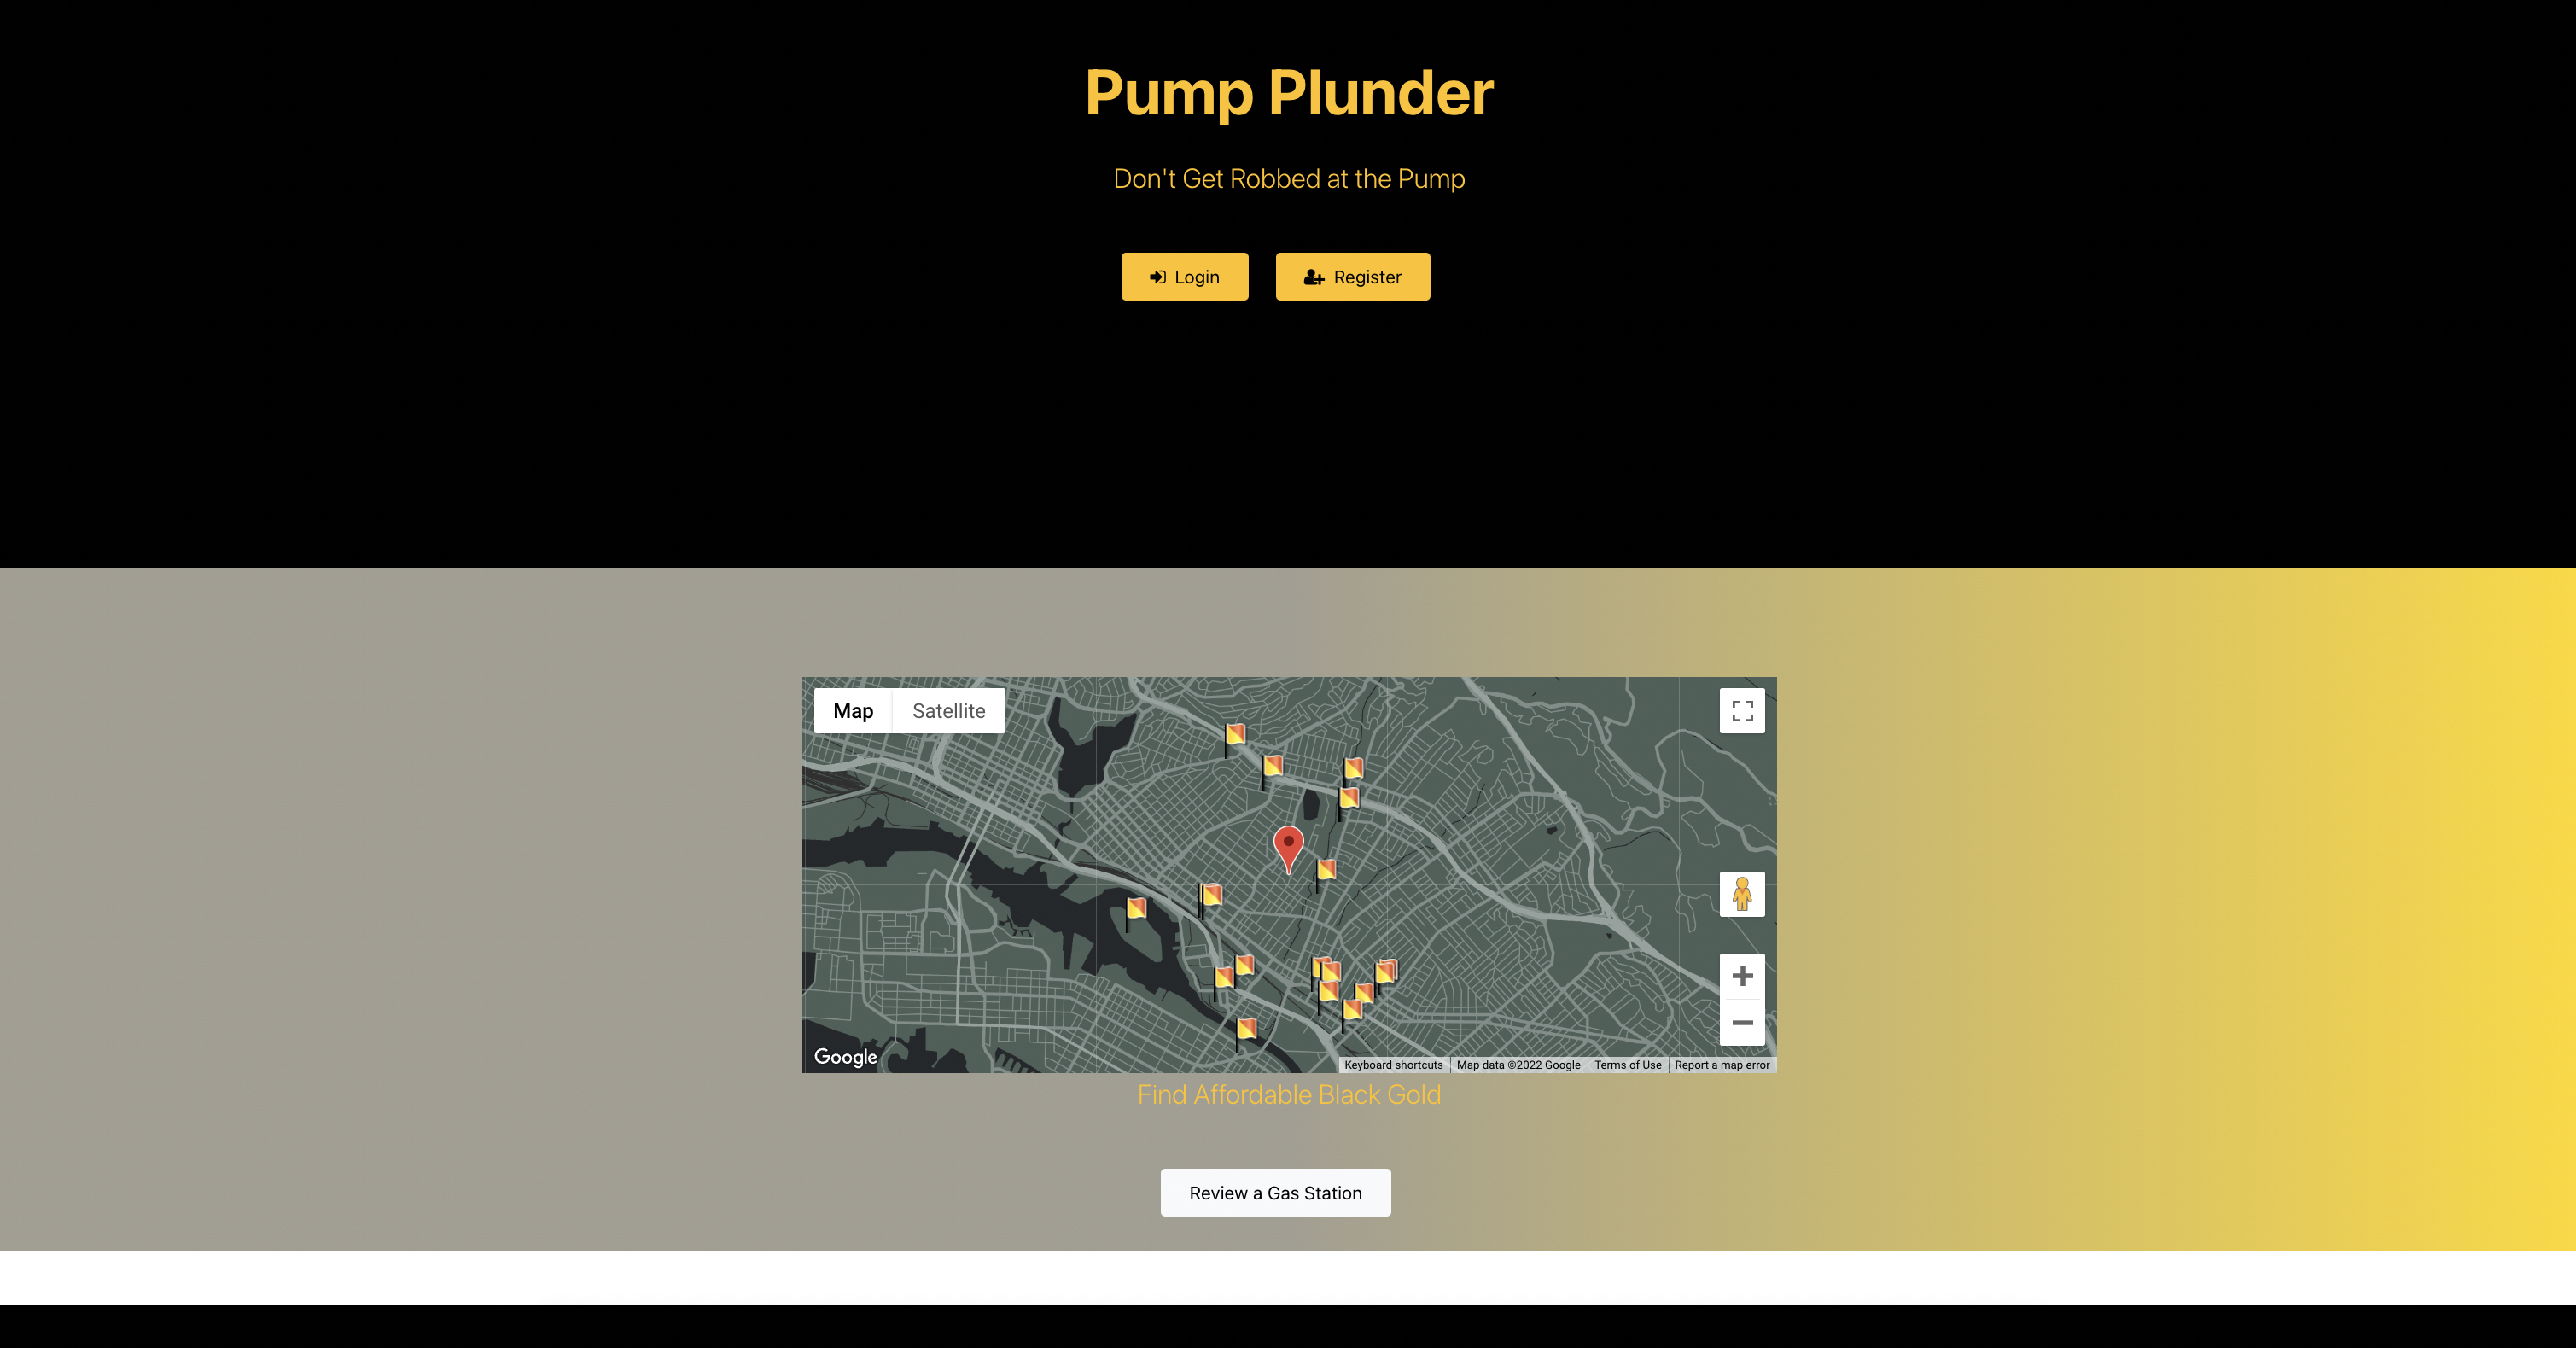 Pump Plunder
Don't Get Robbed at the Pump
Login
Register
Map
Satellite
Google
Keyboard shortcuts
Map data ©2022 Google
Terms of Use
Report a map error
Find Affordable Black Gold
Review a Gas Station